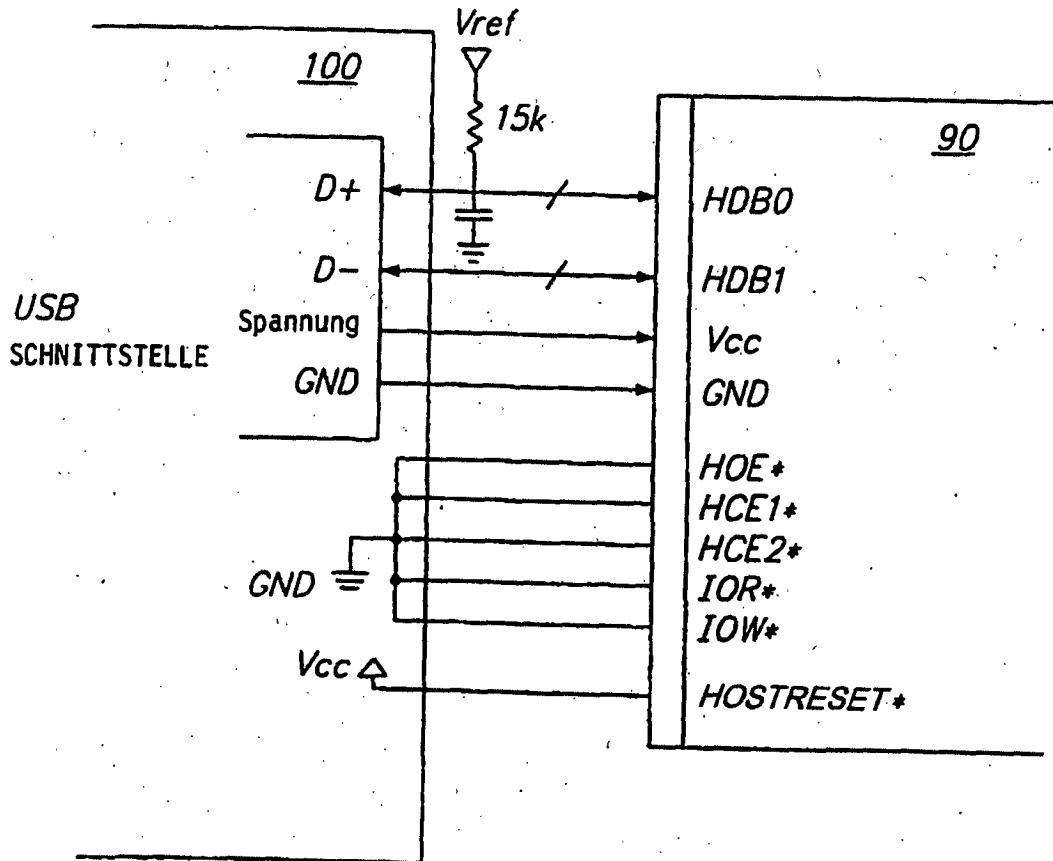 Vref
100
15k
90
D+
HDB0
D-
HDB1
USB
SCHNITTSTELLE
Spannung
Vcc
GND
GND
HOE*
HCE1*
HCE2*
GND
IOR*
IOW*
Vcc
HOSTRESET*